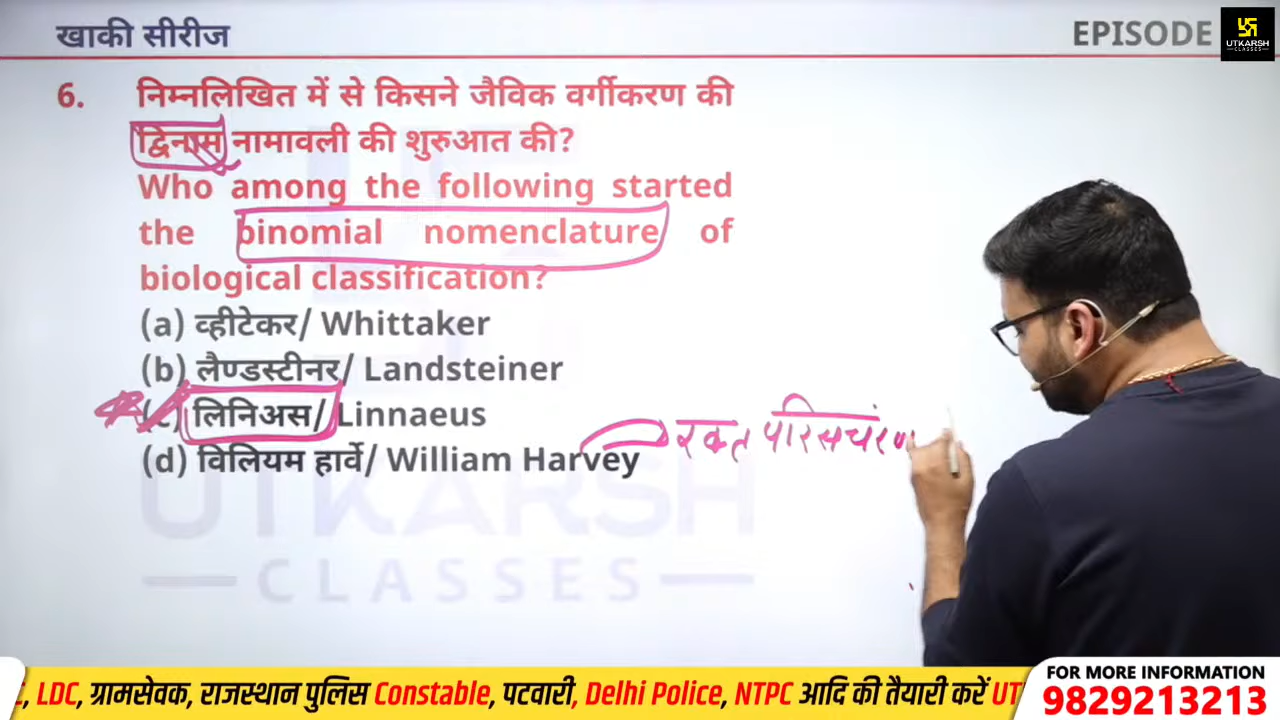 खाकी सीरीज
EPISODE
UTKARSH
CLASSES
6. निम्नलिखित में से किसने जैविक वर्गीकरण की
द्विनाम नामावली की शुरुआत की?
Who among the following started
the binomial nomenclature of
biological classification?
(a) व्हीटेकर/ Whittaker
(b) लैण्डस्टीनर/ Landsteiner
(c) लिनिअस/ Linnaeus
(d) विलियम हार्वे/ William Harvey
रक्त परिसंचरण
UTKARSH
CLASSES
LDC, ग्रामसेवक, राजस्थान पुलिस Constable, पटवारी, Delhi Police, NTPC आदि की तैयारी करें UT
FOR MORE INFORMATION
9829213213